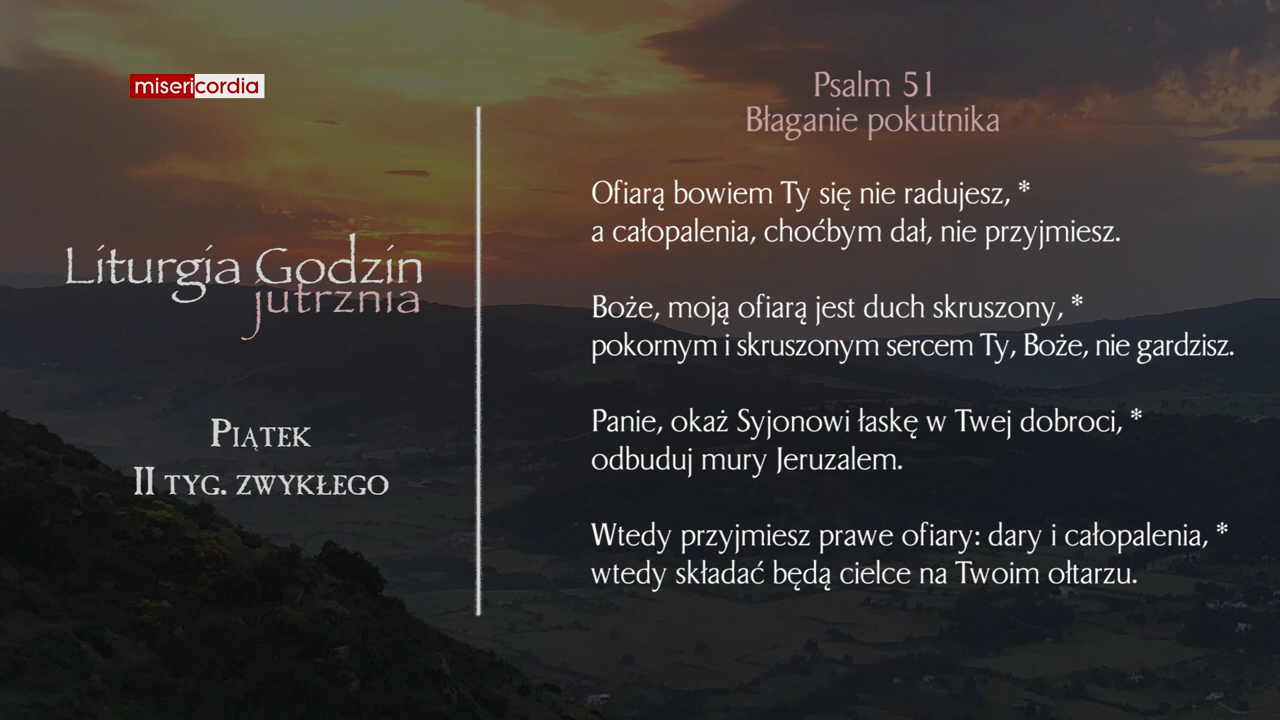 misericordia
Liturgia Godzin
jutrznia
Piątek
II tyg. zwykłego
Psalm 51
Błaganie pokutnika
Ofiarą bowiem Ty się nie radujesz, *
a całopalenia, choćbym dał, nie przyjmiesz.
Boże, moją ofiarą jest duch skruszony, *
pokornym i skruszonym sercem Ty, Boże, nie gardzisz.
Panie, okaż Syjonowi łaskę w Twej dobroci, *
odbuduj mury Jeruzalem.
Wtedy przyjmiesz prawe ofiary: dary i całopalenia, *
wtedy składać będą cielce na Twoim ołtarzu.